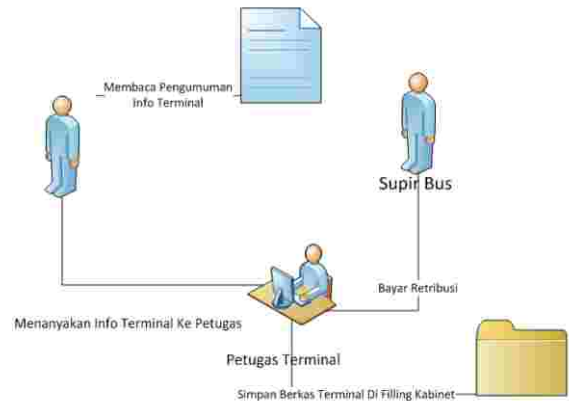 Membaca Pengumuman
Info Terminal
Supir Bus
Bayar Retribusi
Menanyakan Info Terminal Ke Petugas
Petugas Terminal
Simpan Berkas Terminal Di Filling Kabinet